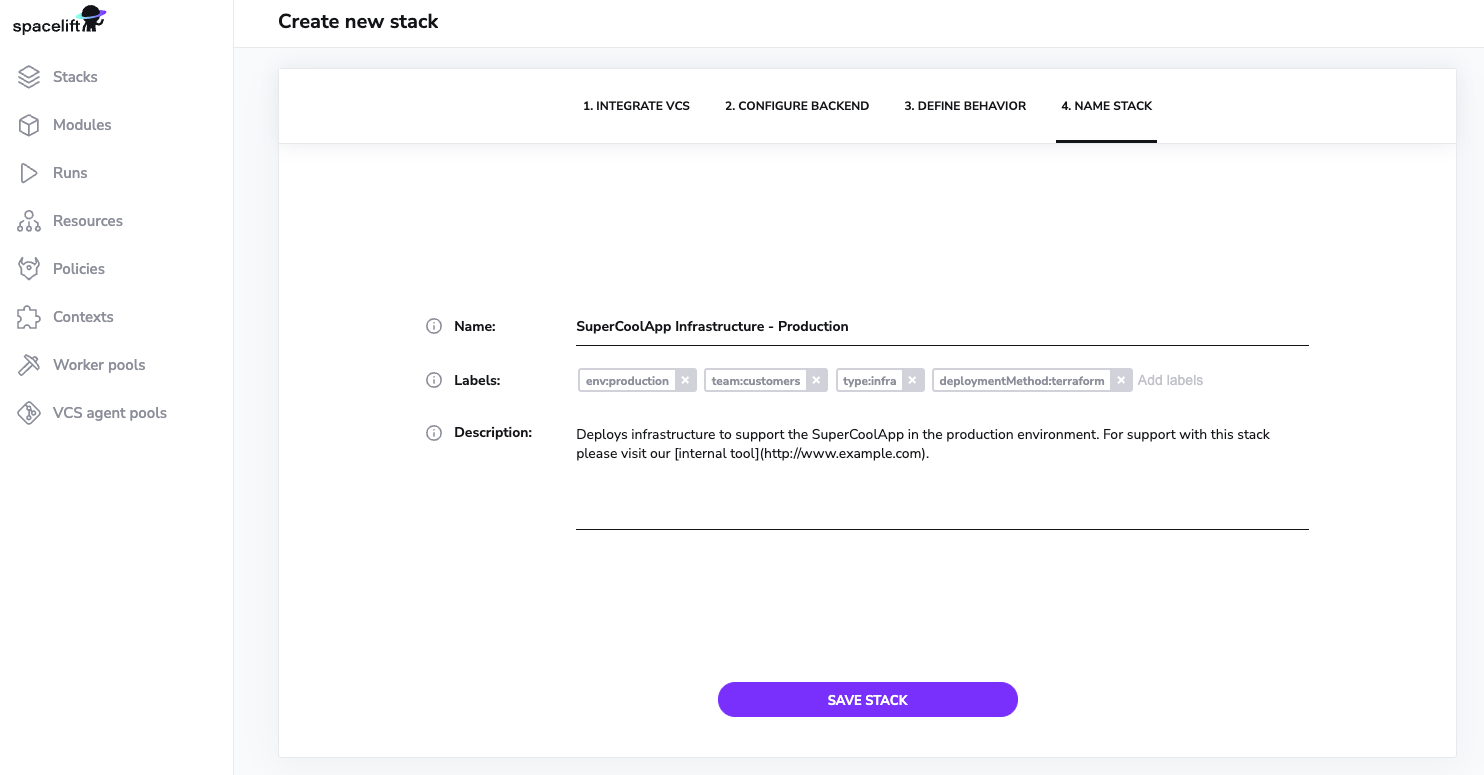 spacelift
Create new stack
Stacks
Modules
Runs
Resources
Policies
Contexts
Worker pools
VCS agent pools
1. INTEGRATE VCS 2. CONFIGURE BACKEND 3. DEFINE BEHAVIOR 4. NAME STACK
Name: SuperCoolApp Infrastructure - Production
Labels: env:production team:customers type:infra deploymentMethod:terraform Add labels
Description: Deploys infrastructure to support the SuperCoolApp in the production environment. For support with this stack
please visit our [internal tool](http://www.example.com).
SAVE STACK